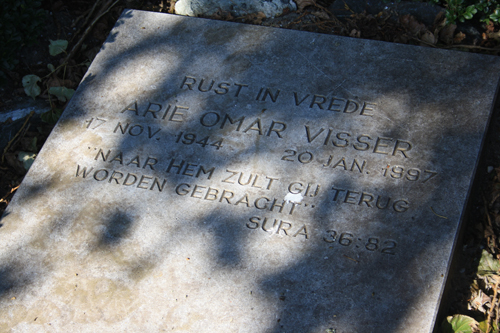 RUST IN VREDE
ARIE OMAR VISSER
17 NOV. 1944 20 JAN. 1997
"NAAR HEM ZULT GIJ TERUG
WORDEN GEBRACHT".
SURA 36:82